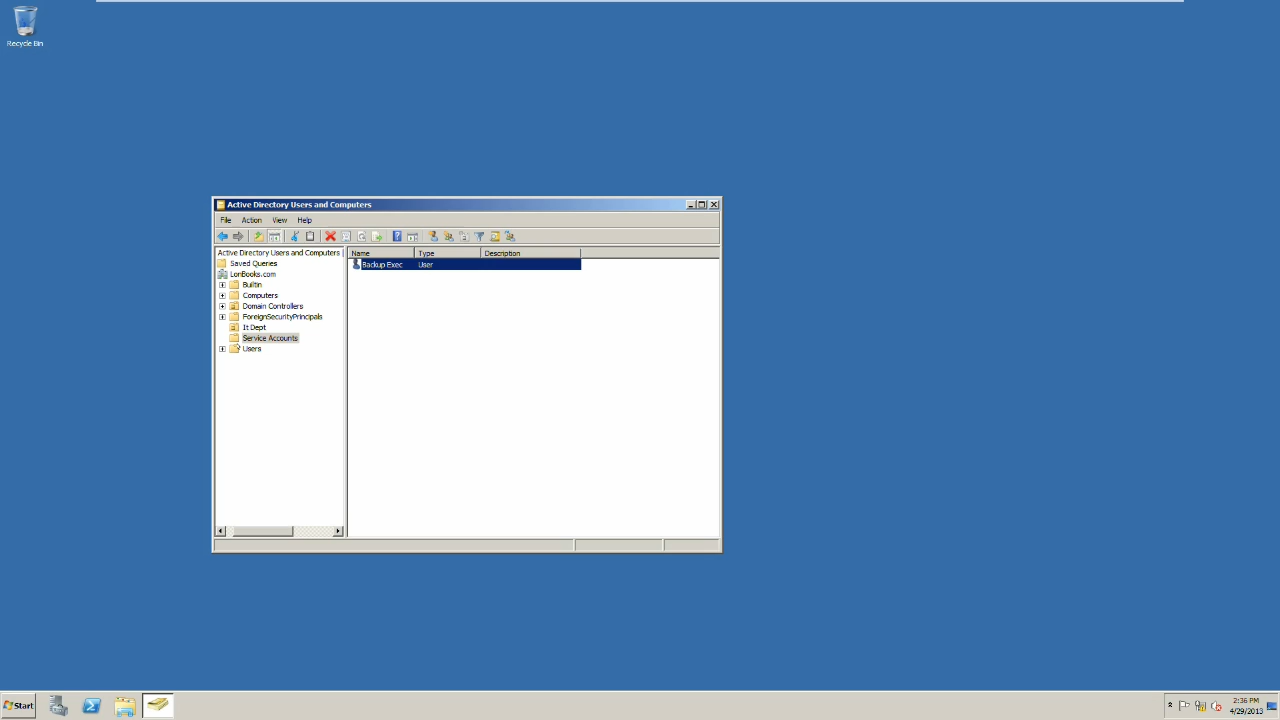 Recycle Bin
Active Directory Users and Computers
File Action View Help
Active Directory Users and Computers
Saved Queries
LonBooks.com
Builtin
Computers
Domain Controllers
ForeignSecurityPrincipals
It Dept
Service Accounts
Users
Name Type Description
Backup Exec User
Start
2:36 PM
4/29/2013